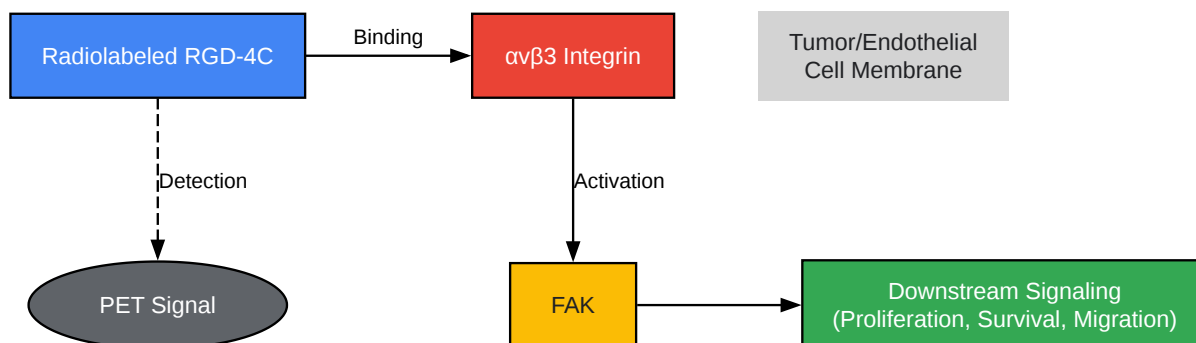 Radiolabeled RGD-4C
Binding
αvβ3 Integrin
Tumor/Endothelial
Cell Membrane
Detection
Activation
PET Signal
FAK
Downstream Signaling
(Proliferation, Survival, Migration)